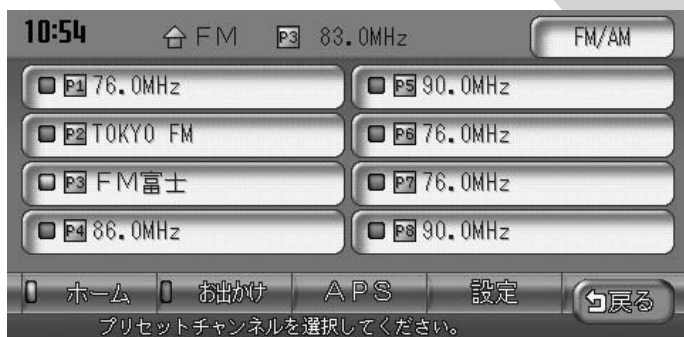 10:54 FM P3 83.0MHz FM/AM
P1 76.0MHz
P2 TOKYO FM
P3 FM富士
P4 86.0MHz
P5 90.0MHz
P6 76.0MHz
P7 76.0MHz
P8 90.0MHz
ホーム お出かけ APS 設定 戻る
プリセットチャンネルを選択してください。